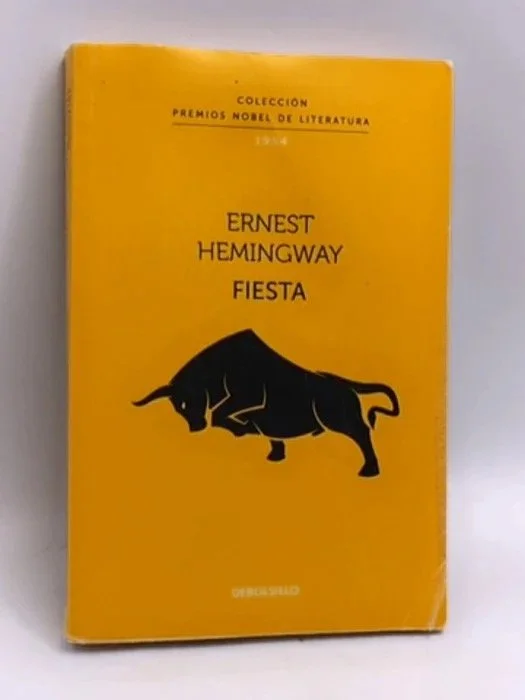 COLECCIÓN
PREMIOS NOBEL DE LITERATURA
1954
ERNEST
HEMINGWAY
FIESTA
DEBOLSILLO